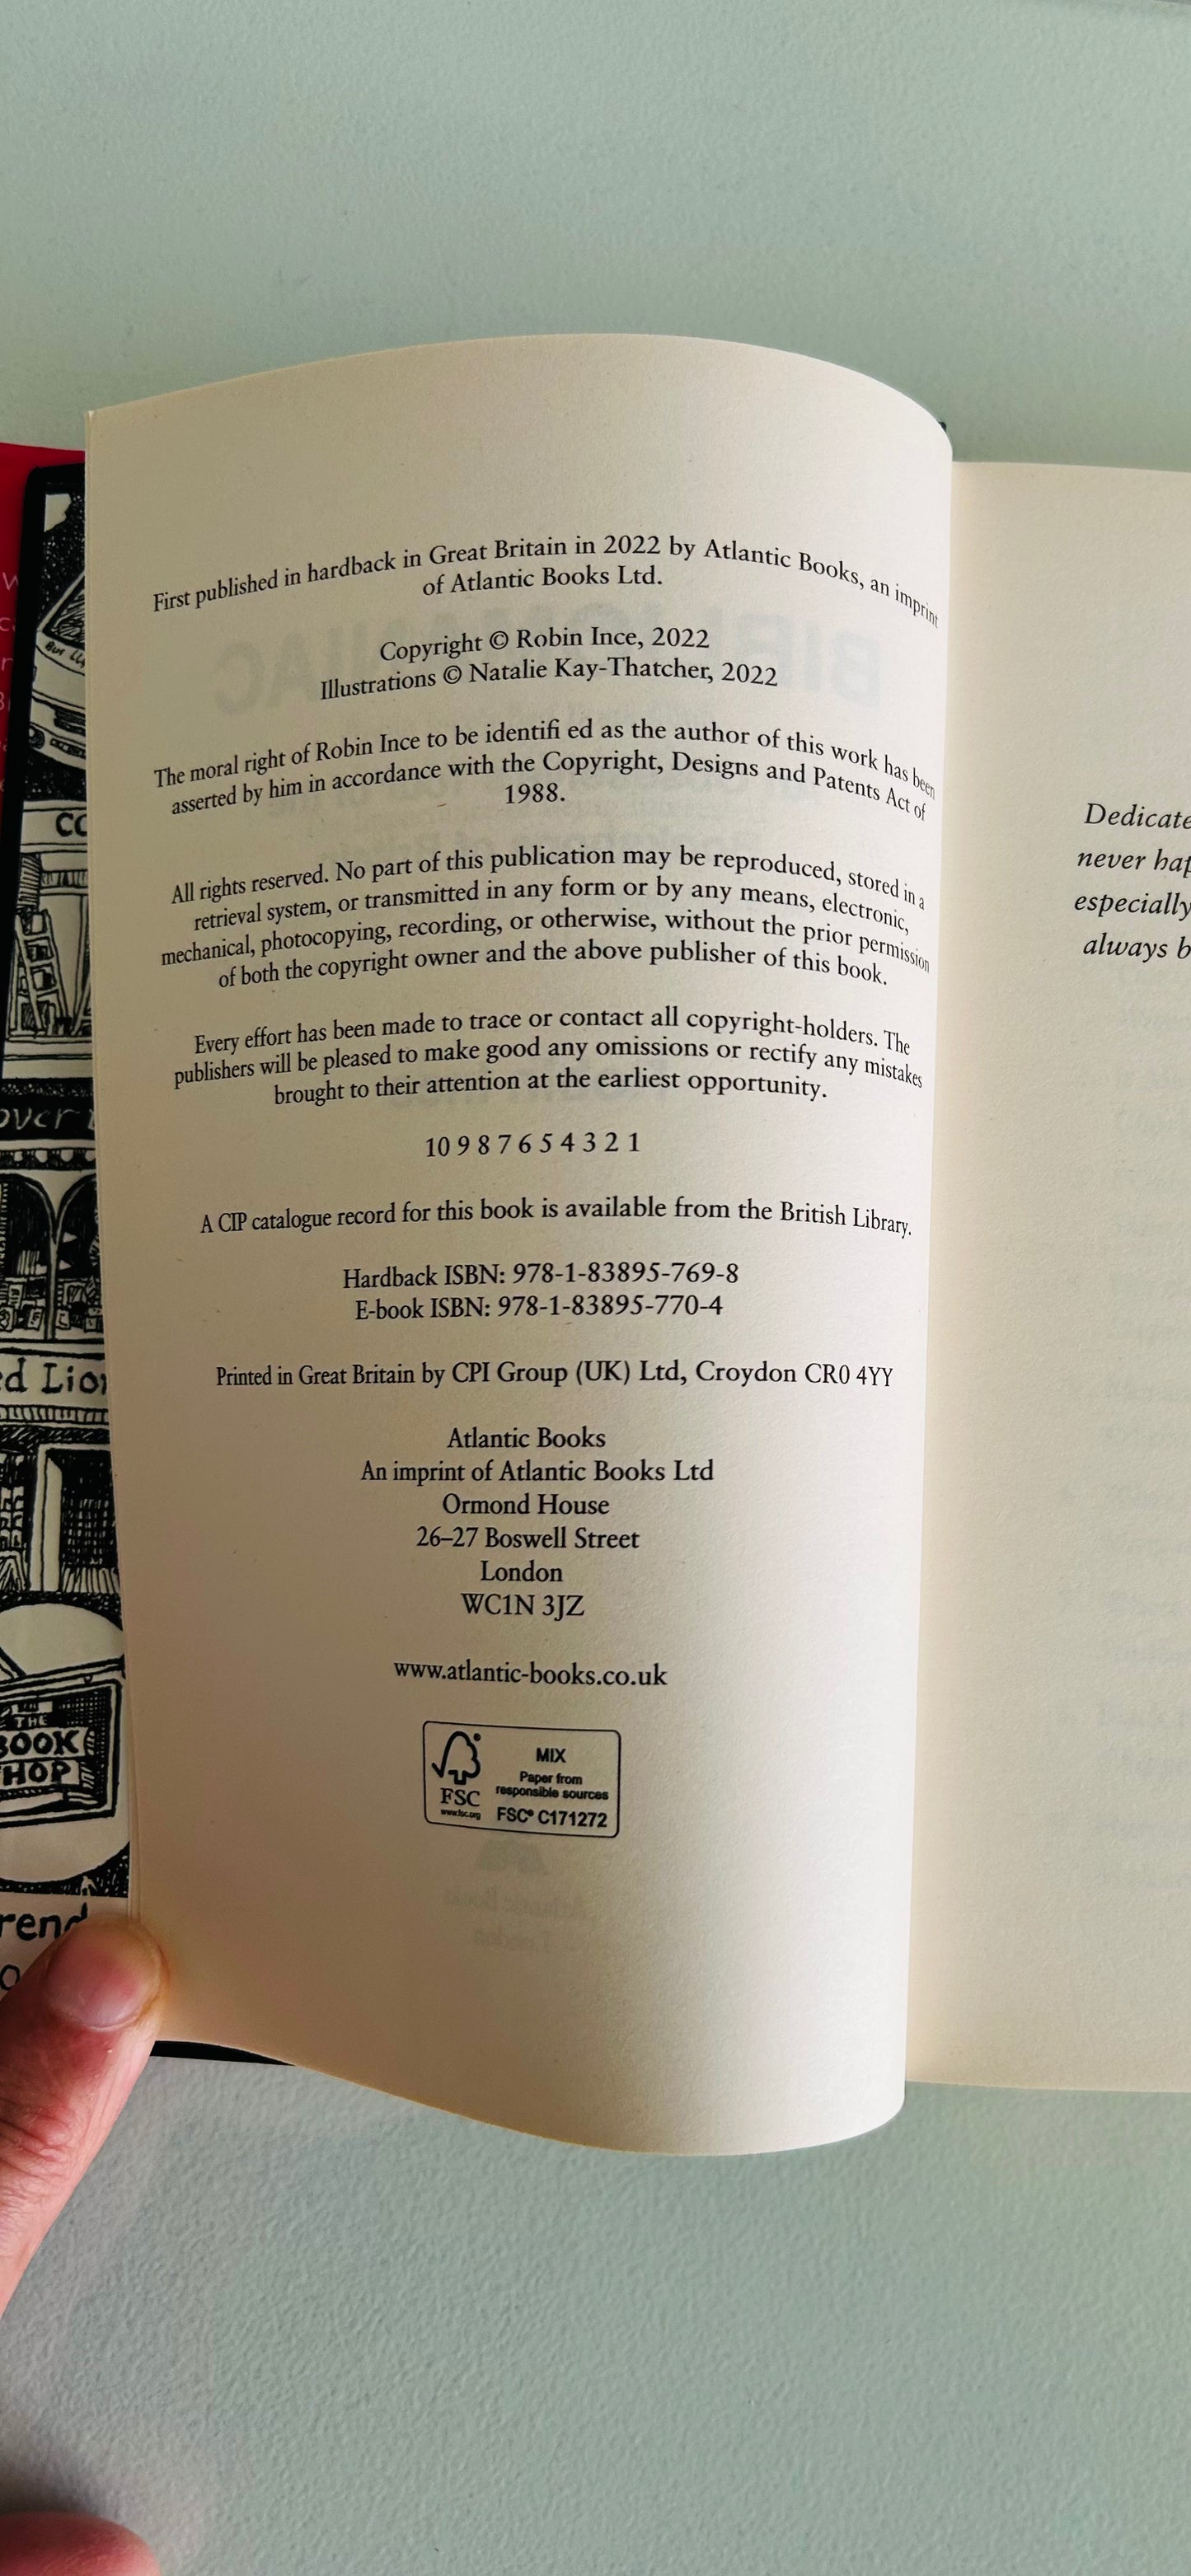 First published in hardback in Great Britain in 2022 by Atlantic Books, an imprint
of Atlantic Books Ltd.
Copyright © Robin Ince, 2022
Illustrations © Natalie Kay-Thatcher, 2022
The moral right of Robin Ince to be identifi ed as the author of this work has been
asserted by him in accordance with the Copyright, Designs and Patents Act of
1988.
All rights reserved. No part of this publication may be reproduced, stored in a
retrieval system, or transmitted in any form or by any means, electronic,
mechanical, photocopying, recording, or otherwise, without the prior permission
of both the copyright owner and the above publisher of this book.
Every effort has been made to trace or contact all copyright-holders. The
publishers will be pleased to make good any omissions or rectify any mistakes
brought to their attention at the earliest opportunity.
10 9 8 7 6 5 4 3 2 1
A CIP catalogue record for this book is available from the British Library.
Hardback ISBN: 978-1-83895-769-8
E-book ISBN: 978-1-83895-770-4
Printed in Great Britain by CPI Group (UK) Ltd, Croydon CR0 4YY
Atlantic Books
An imprint of Atlantic Books Ltd
Ormond House
26–27 Boswell Street
London
WC1N 3JZ
www.atlantic-books.co.uk
MIX
Paper from
responsible sources
FSC
www.fsc.org
FSC® C171272
Dedicate
never hap
especially
always b
over
ed Lion
THE
BOOK
HOP
rend